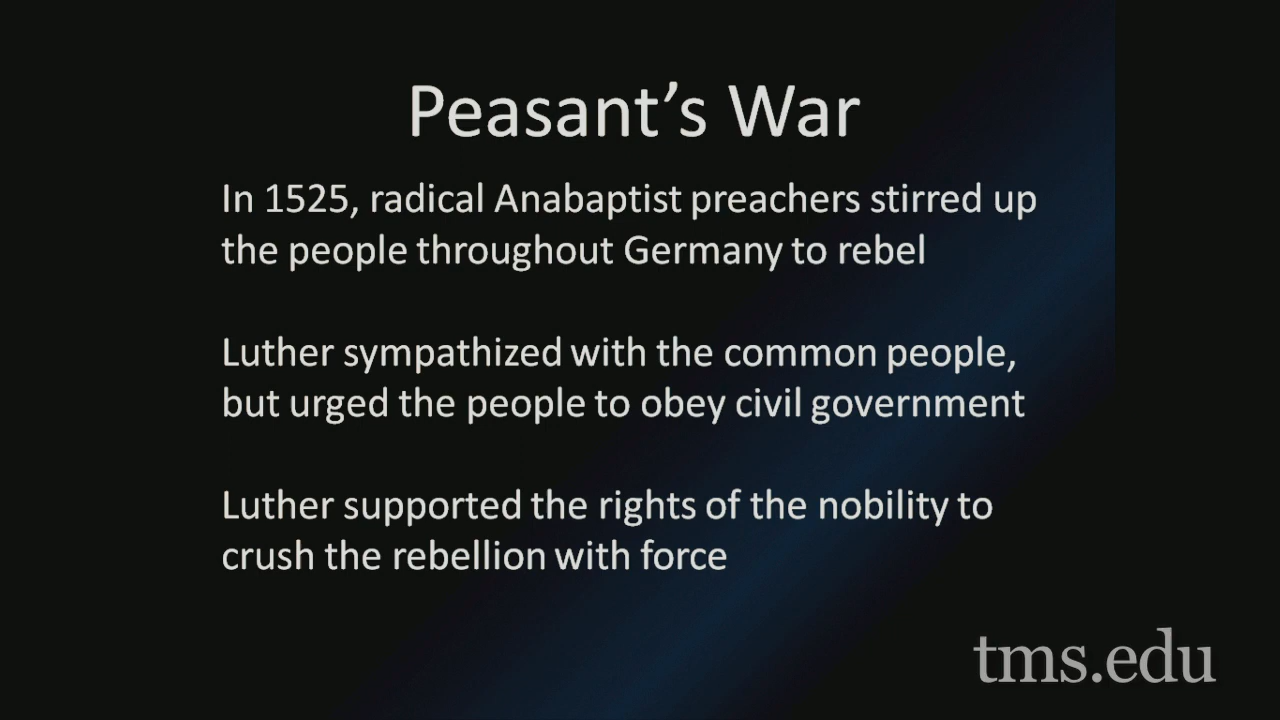 Peasant’s War
In 1525, radical Anabaptist preachers stirred up
the people throughout Germany to rebel
Luther sympathized with the common people,
but urged the people to obey civil government
Luther supported the rights of the nobility to
crush the rebellion with force
tms.edu